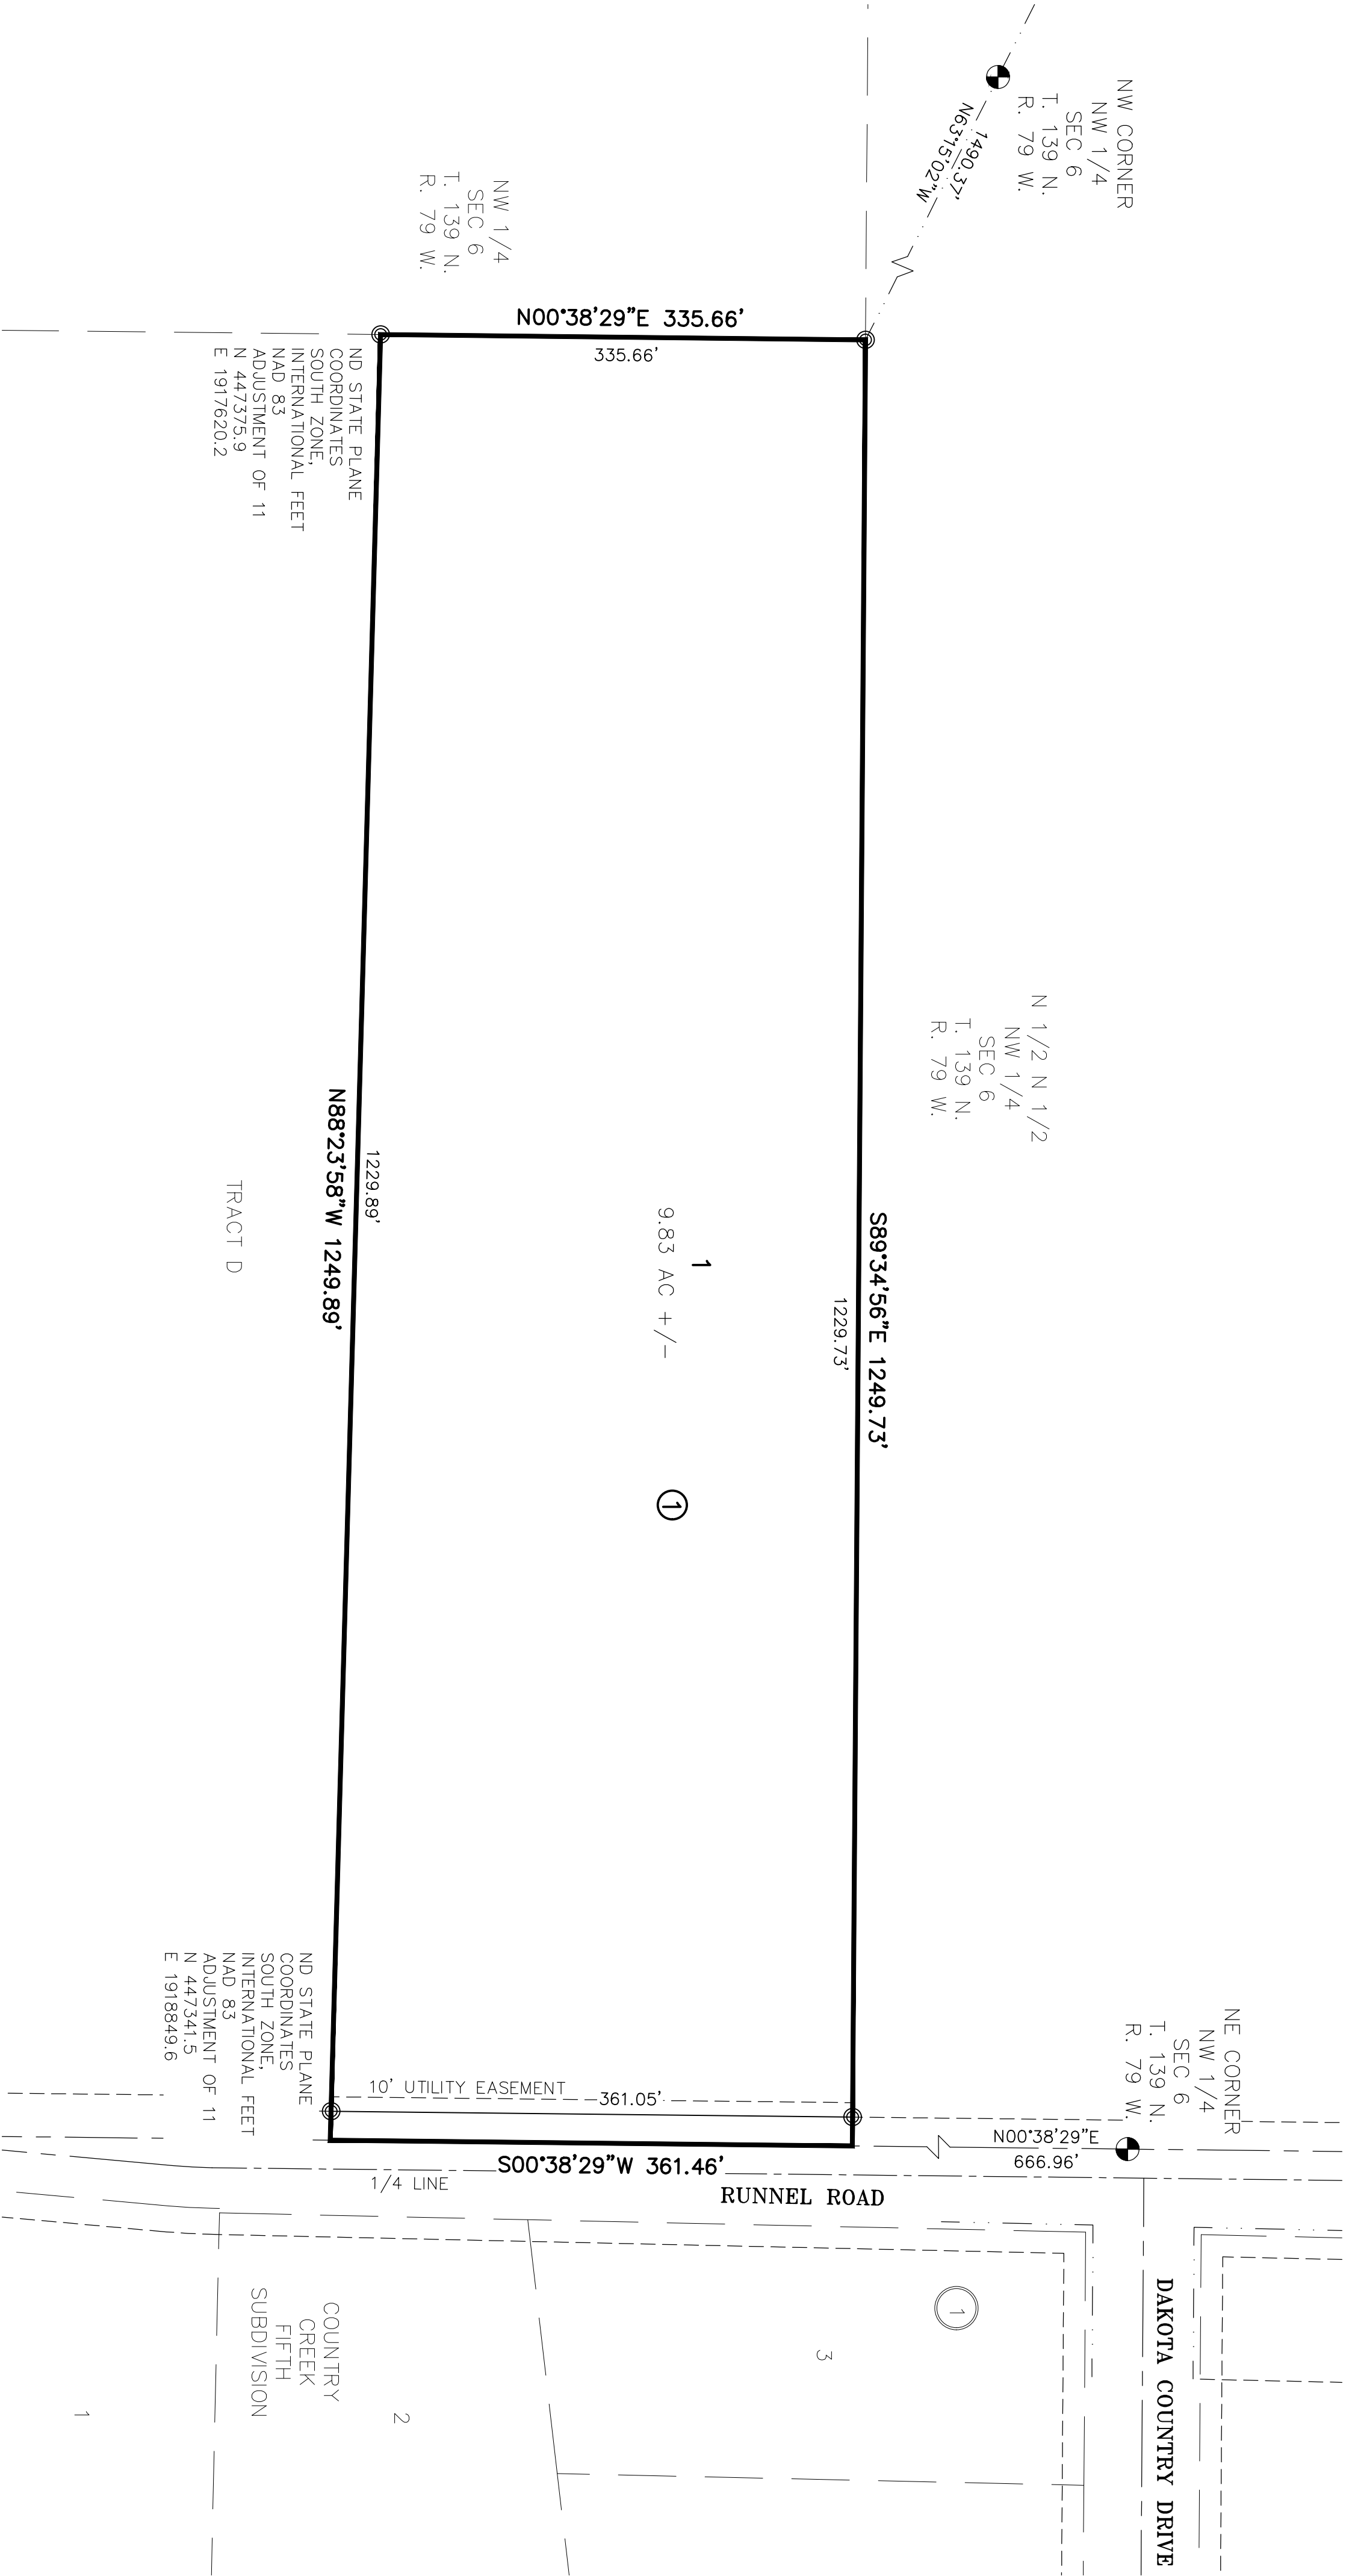 NW CORNER
NW 1/4
SEC 6
T. 139 N.
R. 79 W.
1490.37'
N63°15'02"W
NW 1/4
SEC 6
T. 139 N.
R. 79 W.
N00°38'29"E 335.66'
335.66'
ND STATE PLANE
COORDINATES
SOUTH ZONE,
INTERNATIONAL FEET
NAD 83
ADJUSTMENT OF 11
N 447375.9
E 1917620.2
N 1/2 N 1/2
NW 1/4
SEC 6
T. 139 N.
R. 79 W.
S89°34'56"E 1249.73'
1229.73'
1
9.83 AC +/-
1
1229.89'
N88°23'58"W 1249.89'
TRACT D
ND STATE PLANE
COORDINATES
SOUTH ZONE,
INTERNATIONAL FEET
NAD 83
ADJUSTMENT OF 11
N 447341.5
E 1918849.6
NE CORNER
NW 1/4
SEC 6
T. 139 N.
R. 79 W.
10' UTILITY EASEMENT
361.05'
N00°38'29"E
666.96'
S00°38'29"W 361.46'
1/4 LINE
RUNNEL ROAD
DAKOTA COUNTRY DRIVE
1
3
COUNTRY
CREEK
FIFTH
SUBDIVISION
2
1